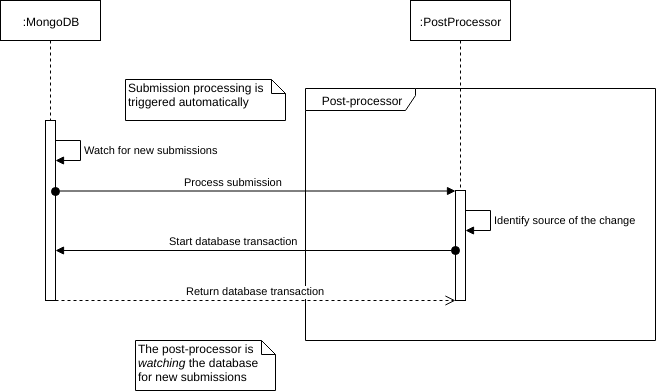 :MongoDB
:PostProcessor
Submission processing is
triggered automatically
Post-processor
Watch for new submissions
Process submission
Identify source of the change
Start database transaction
Return database transaction
The post-processor is
watching the database
for new submissions